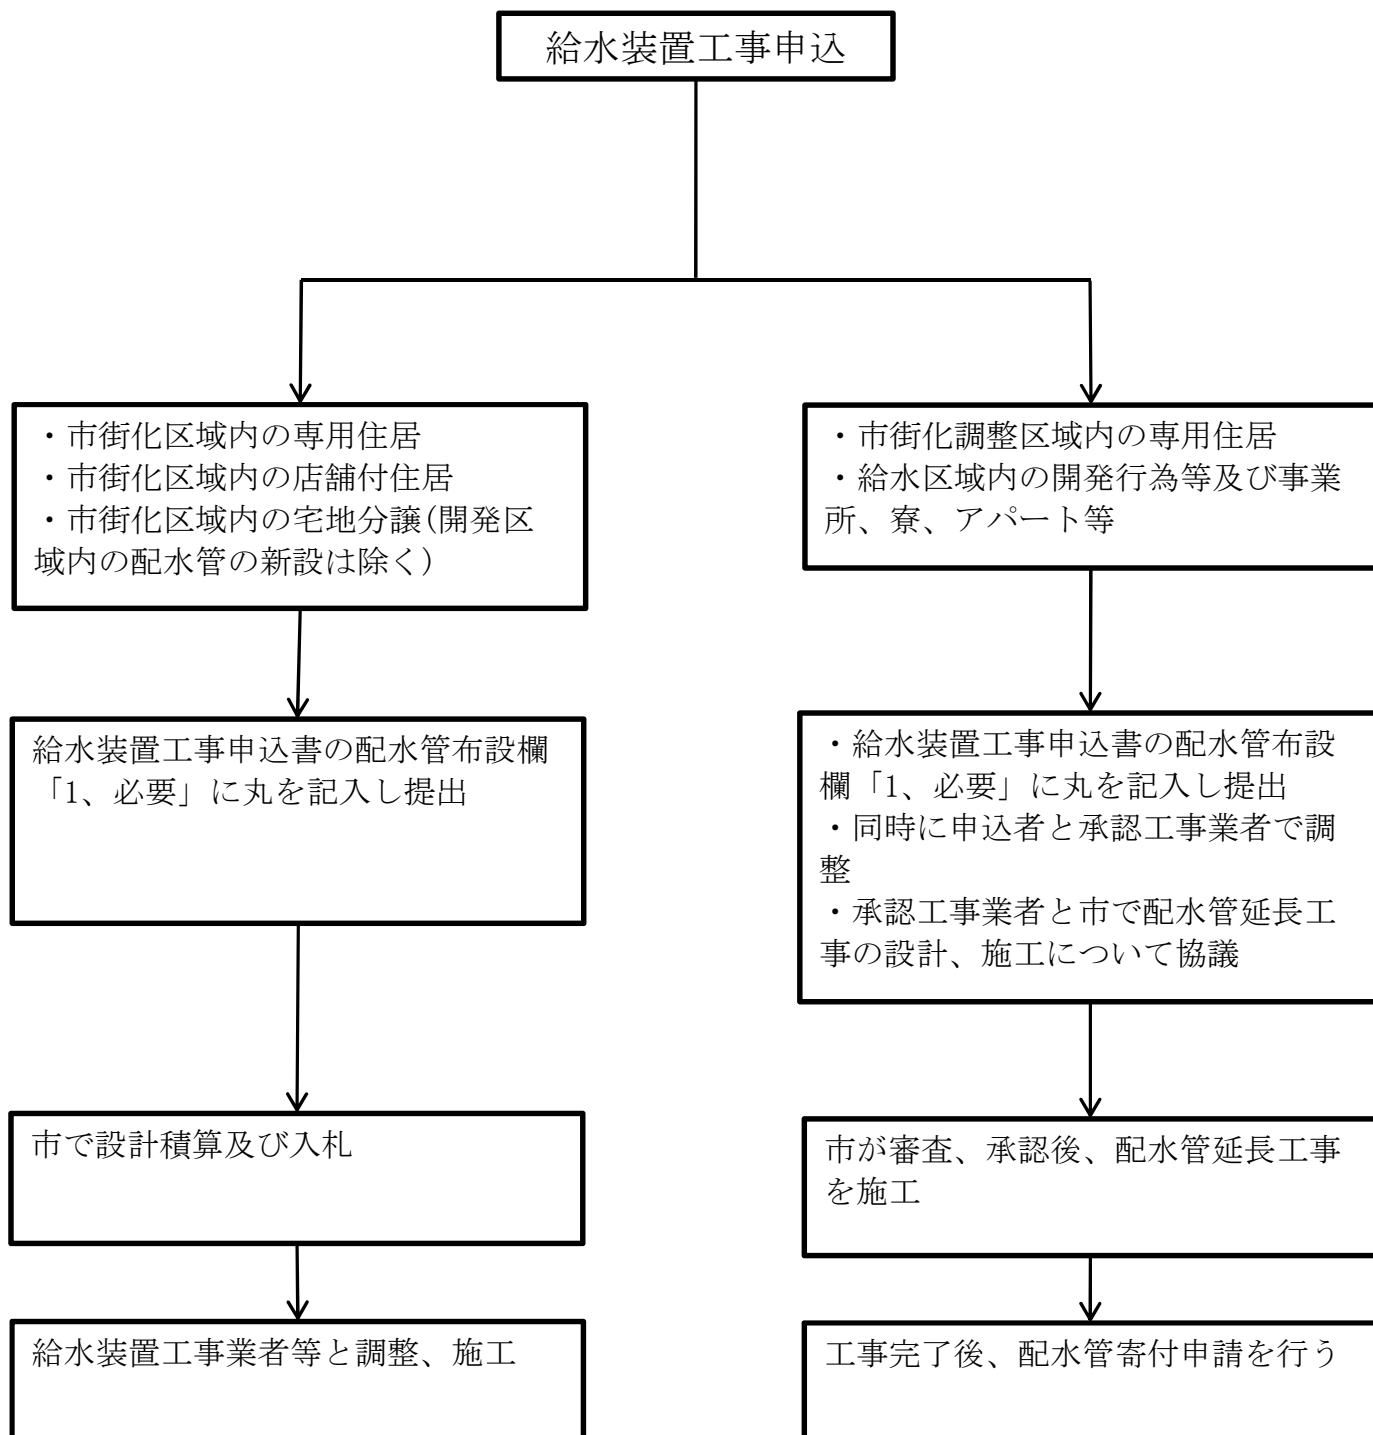 給水装置工事申込
・市街化区域内の専用住居
・市街化区域内の店舗付住居
・市街化区域内の宅地分譲(開発区
域内の配水管の新設は除く)
・市街化調整区域内の専用住居
・給水区域内の開発行為等及び事業
所、寮、アパート等
給水装置工事申込書の配水管布設欄
「1、必要」に丸を記入し提出
・給水装置工事申込書の配水管布設
欄「1、必要」に丸を記入し提出
・同時に申込者と承認工事業者で調
整
・承認工事業者と市で配水管延長工
事の設計、施工について協議
市で設計積算及び入札
市が審査、承認後、配水管延長工事
を施工
給水装置工事業者等と調整、施工
工事完了後、配水管寄付申請を行う